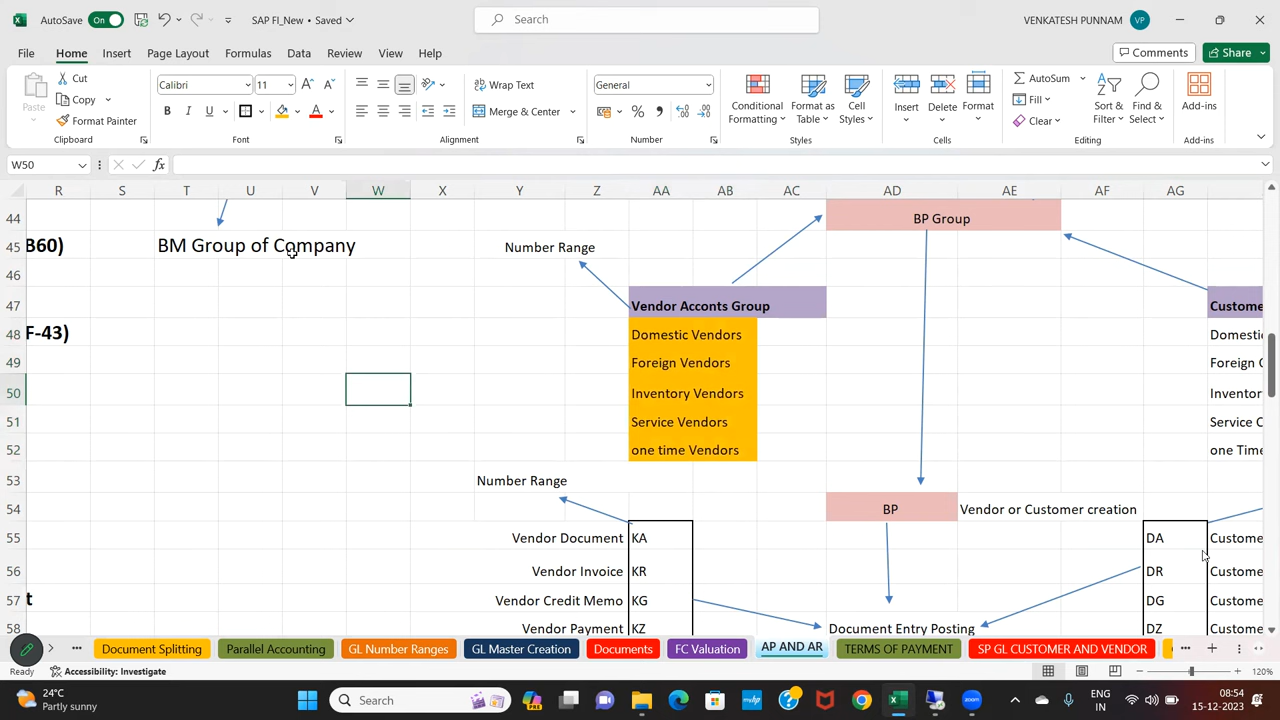 AutoSave On SAP FI_New • Saved Search VENKATESH PUNNAM VP
File Home Insert Page Layout Formulas Data Review View Help Comments Share
Paste Cut Copy Format Painter
Clipboard
Calibri 11
B I U A
Font
Wrap Text
Merge & Center
Alignment
General
% ,
Number
Conditional Formatting
Format as Table
Cell Styles
Styles
Insert Delete Format
Cells
AutoSum
Fill
Clear
Sort & Filter
Find & Select
Editing
Add-ins
Add-ins
W50 fx
R S T U V W X Y Z AA AB AC AD AE AF AG
44 BP Group
45 B60) BM Group of Company Number Range
46
47 Vendor Acconts Group Custome
48 F-43) Domestic Vendors Domesti
49 Foreign Vendors Foreign C
50 Inventory Vendors Inventor
51 Service Vendors Service C
52 one time Vendors one Time
53 Number Range
54 BP Vendor or Customer creation
55 Vendor Document KA DA Custome
56 Vendor Invoice KR DR Custome
57 t Vendor Credit Memo KG DG Custome
58 Vendor Payment KZ Document Entry Posting DZ Custome
Document Splitting Parallel Accounting GL Number Ranges GL Master Creation Documents FC Valuation AP AND AR TERMS OF PAYMENT SP GL CUSTOMER AND VENDOR
Ready Accessibility: Investigate 120%
24°C
Partly sunny
Search
ENG
IN
08:54
15-12-2023